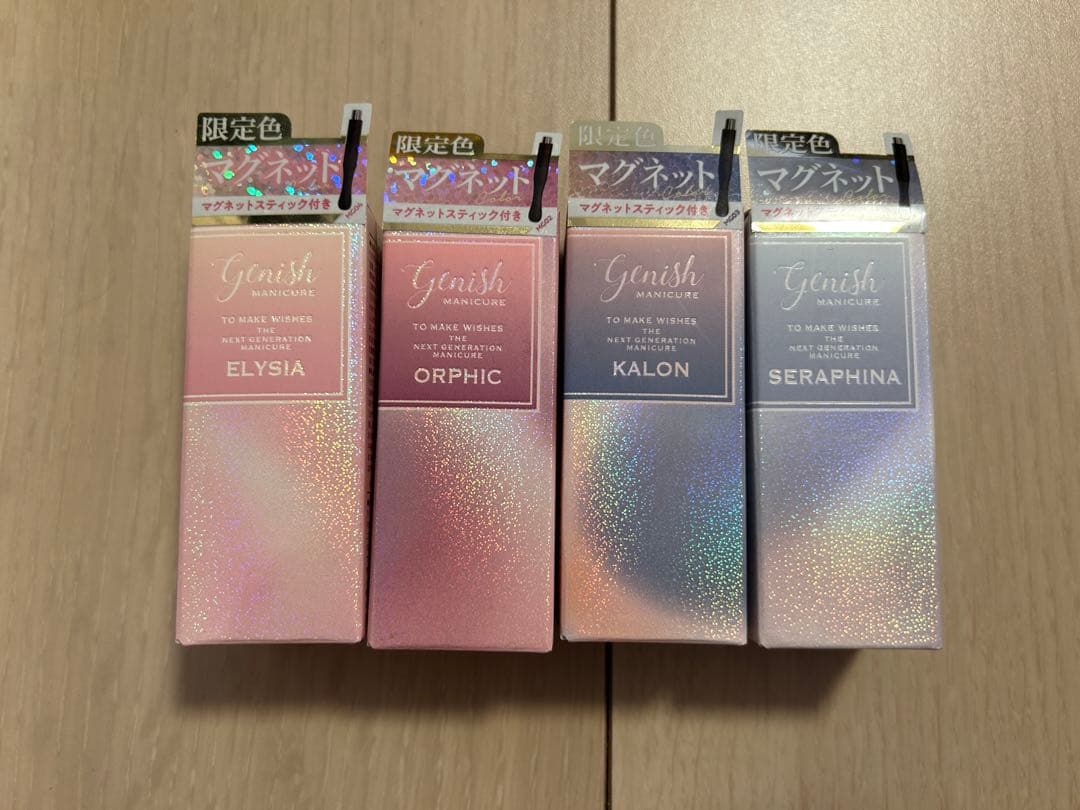 限定色
マグネット
マグネットスティック付き
MG04
Genish
MANICURE
TO MAKE WISHES
THE
NEXT GENERATION
MANICURE
ELYSIA
限定色
マグネット
マグネットスティック付き
MG02
Genish
MANICURE
TO MAKE WISHES
THE
NEXT GENERATION
MANICURE
ORPHIC
限定色
マグネット
マグネットスティック付き
MG03
Genish
MANICURE
TO MAKE WISHES
THE
NEXT GENERATION
MANICURE
KALON
限定色
マグネット
Genish
MANICURE
TO MAKE WISHES
THE
NEXT GENERATION
MANICURE
SERAPHINA